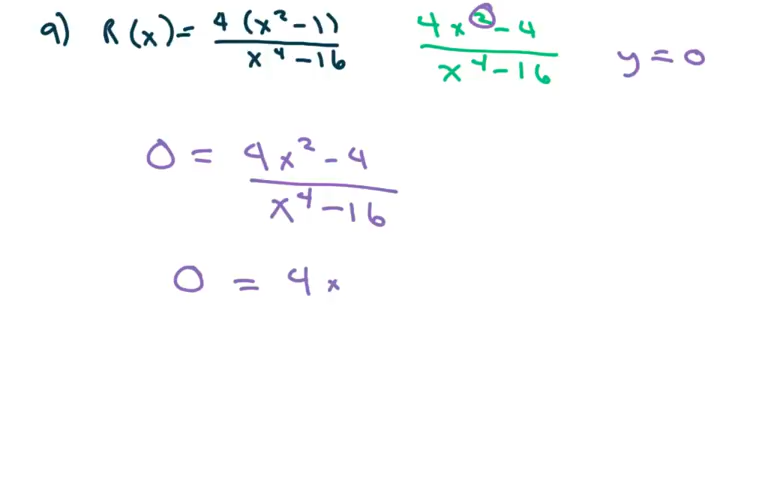 9) R(x) = 4(x² - 1) / x⁴ - 16    4x² - 4 / x⁴ - 16    y = 0
0 = 4x² - 4 / x⁴ - 16
0 = 4x